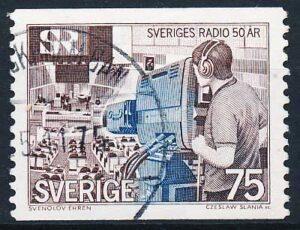 SR
SVERIGES RADIO 50 ÅR
SVERIGE 75
SVENOLOV EHRÉN
CZESLAW SLANIA sc.